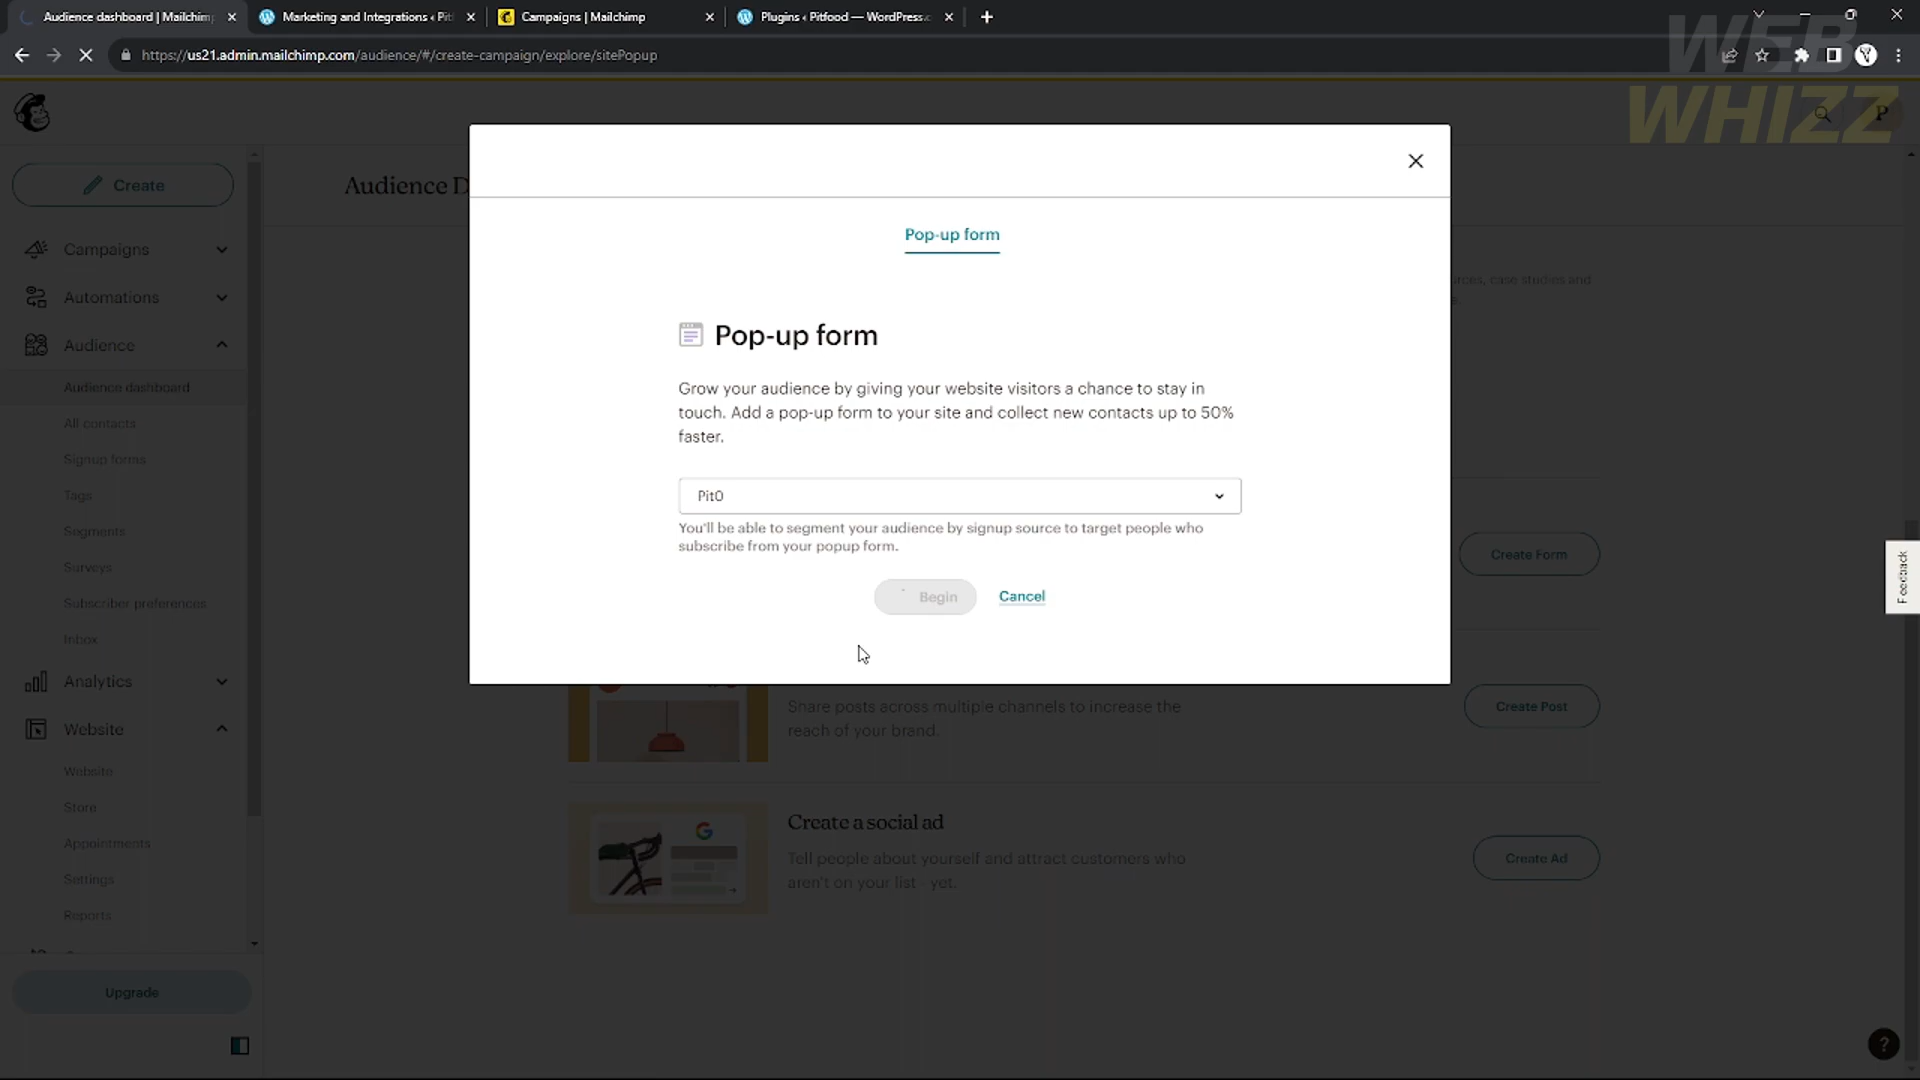 Audience dashboard | Mailchim
Marketing and Integrations ‹ Pit
Campaigns | Mailchimp
Plugins ‹ Pitfood — WordPress.
https://us21.admin.mailchimp.com/audience/#/create-campaign/explore/sitePopup
WEB
WHIZZ
P
Create
Audience D
Campaigns
Automations
Audience
Audience dashboard
All contacts
Signup forms
Tags
Segments
Surveys
Subscriber preferences
Inbox
Analytics
Website
Website
Store
Appointments
Settings
Reports
Upgrade
Pop-up form
Pop-up form
Grow your audience by giving your website visitors a chance to stay in
touch. Add a pop-up form to your site and collect new contacts up to 50%
faster.
Pit0
You'll be able to segment your audience by signup source to target people who
subscribe from your popup form.
Begin
Cancel
rces, case studies and
Create Form
Share posts across multiple channels to increase the
reach of your brand.
Create Post
Create a social ad
Tell people about yourself and attract customers who
aren't on your list - yet.
Create Ad
Feedback
?